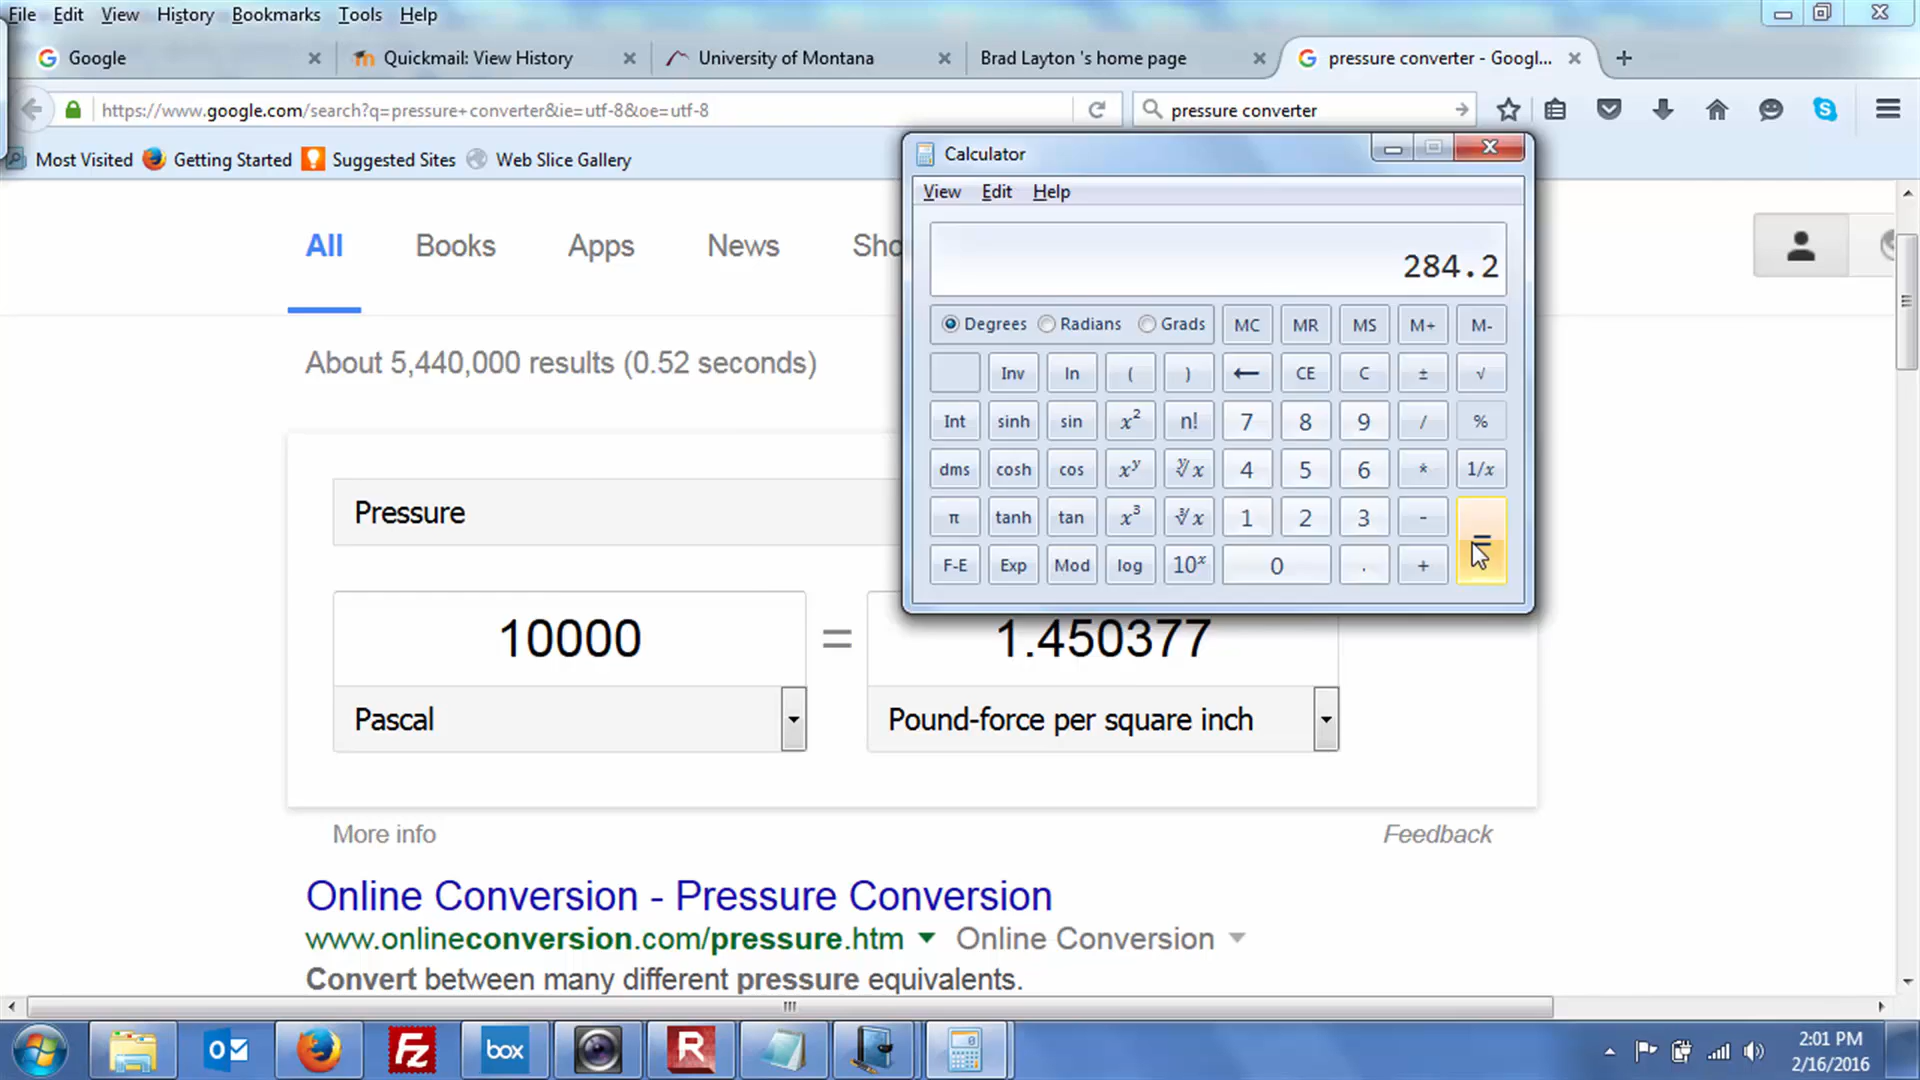 File Edit View History Bookmarks Tools Help
Google Quickmail: View History University of Montana Brad Layton 's home page pressure converter - Googl...
https://www.google.com/search?q=pressure+converter&ie=utf-8&oe=utf-8 pressure converter
Most Visited Getting Started Suggested Sites Web Slice Gallery
Calculator
View Edit Help
284.2
Degrees Radians Grads MC MR MS M+ M-
Inv ln ( ) ← CE C ± √
Int sinh sin x² n! 7 8 9 / %
dms cosh cos xʸ ʸ√x 4 5 6 * 1/x
π tanh tan x³ ³√x 1 2 3 - =
F-E Exp Mod log 10ˣ 0 . +
All Books Apps News Sho
About 5,440,000 results (0.52 seconds)
Pressure
10000 = 1.450377
Pascal Pound-force per square inch
More info Feedback
Online Conversion - Pressure Conversion
www.onlineconversion.com/pressure.htm Online Conversion
Convert between many different pressure equivalents.
box
2:01 PM
2/16/2016